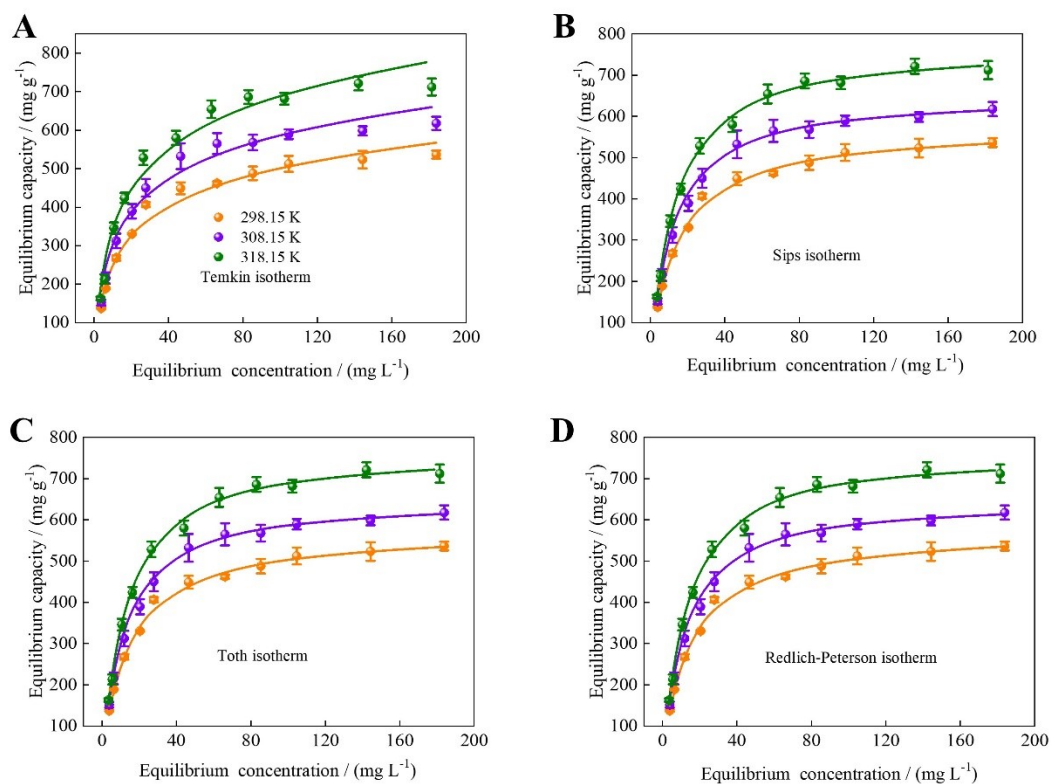 A
800
700
600
500
400
300
200
100
Equilibrium capacity / (mg g⁻¹)
298.15 K
308.15 K
318.15 K
Temkin isotherm
0 40 80 120 160 200
Equilibrium concentration / (mg L⁻¹)
B
800
700
600
500
400
300
200
100
Equilibrium capacity / (mg g⁻¹)
Sips isotherm
0 40 80 120 160 200
Equilibrium concentration / (mg L⁻¹)
C
800
700
600
500
400
300
200
100
Equilibrium capacity / (mg g⁻¹)
Toth isotherm
0 40 80 120 160 200
Equilibrium concentration / (mg L⁻¹)
D
800
700
600
500
400
300
200
100
Equilibrium capacity / (mg g⁻¹)
Redlich-Peterson isotherm
0 40 80 120 160 200
Equilibrium concentration / (mg L⁻¹)